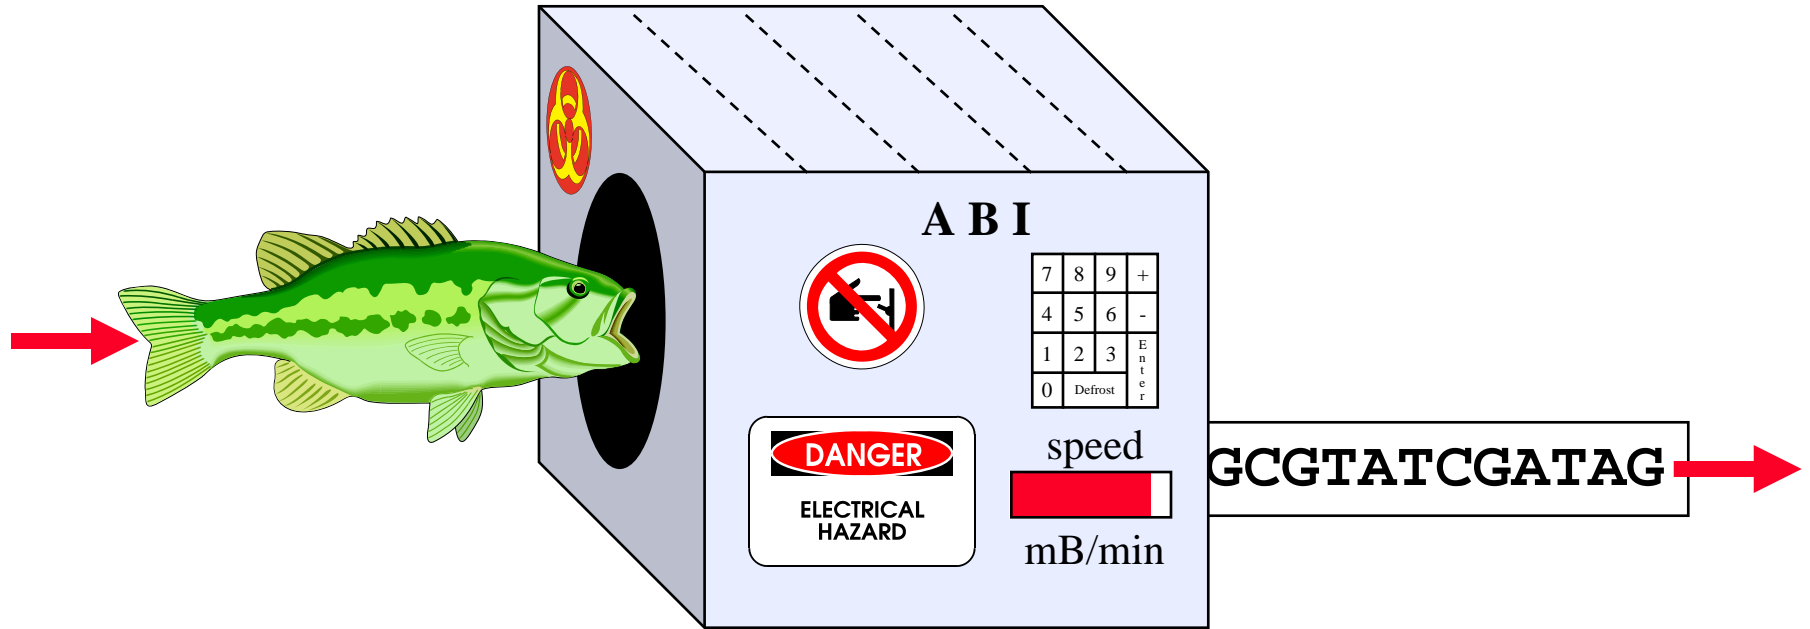 A B I
7 8 9 +
4 5 6 -
1 2 3 Enter
0 Defrost
DANGER
ELECTRICAL
HAZARD
speed
mB/min
GCGTATCGATAG